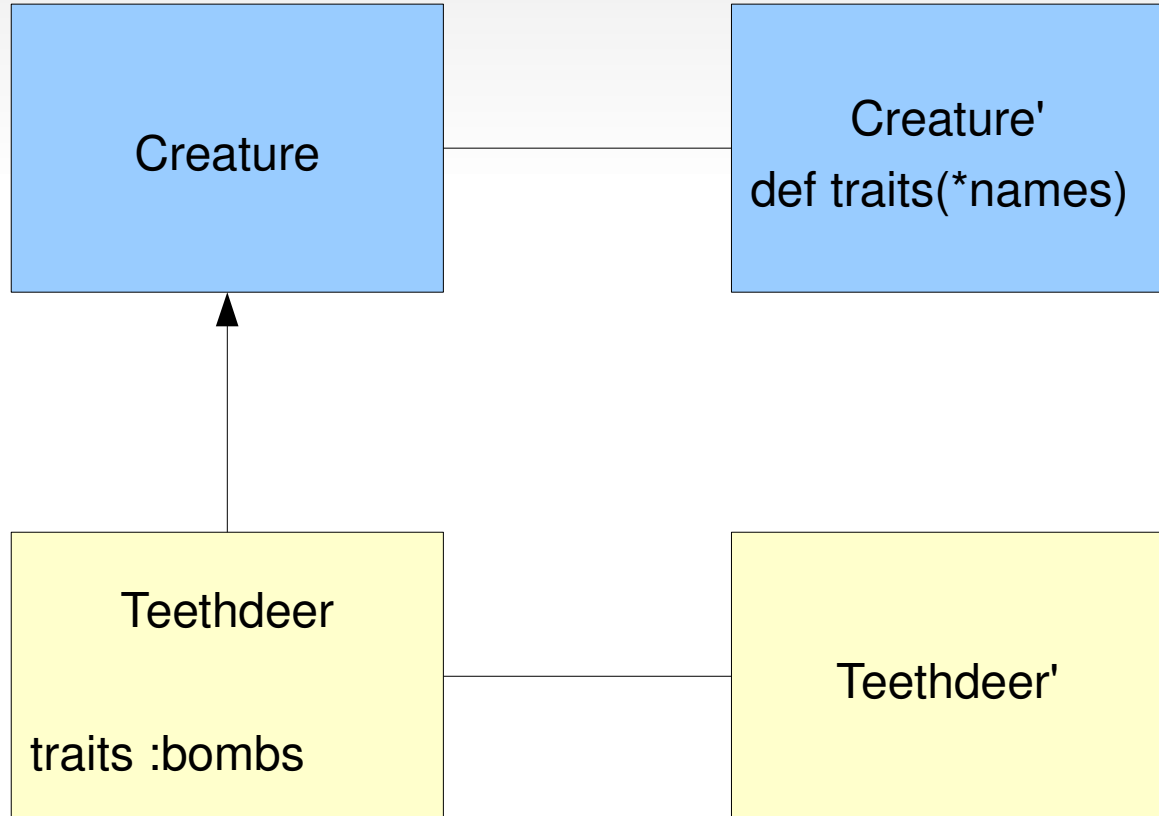 Creature
Creature'
def traits(*names)
Teethdeer
traits :bombs
Teethdeer'